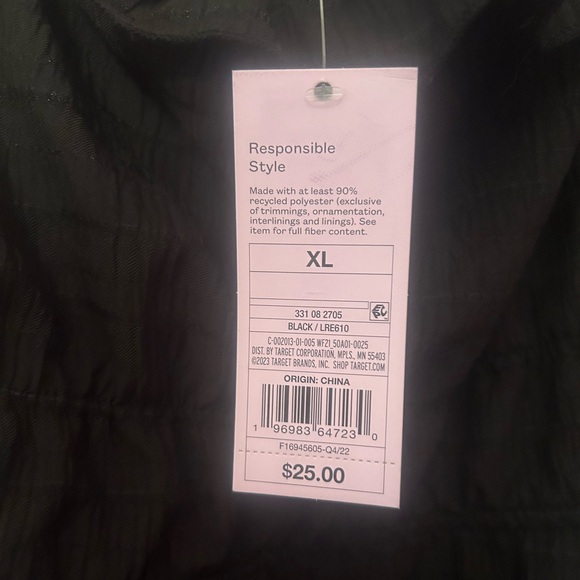 Responsible
Style
Made with at least 90%
recycled polyester (exclusive
of trimmings, ornamentation,
interlinings and linings). See
item for full fiber content.
XL
331 08 2705
BLACK / LRE610
C-002013-01-005 WF21_50A01-0025
DIST. BY TARGET CORPORATION, MPLS., MN 55403
©2023 TARGET BRANDS, INC. SHOP TARGET.COM
ORIGIN: CHINA
1 96983 64723 0
F16945605-Q4/22
$25.00